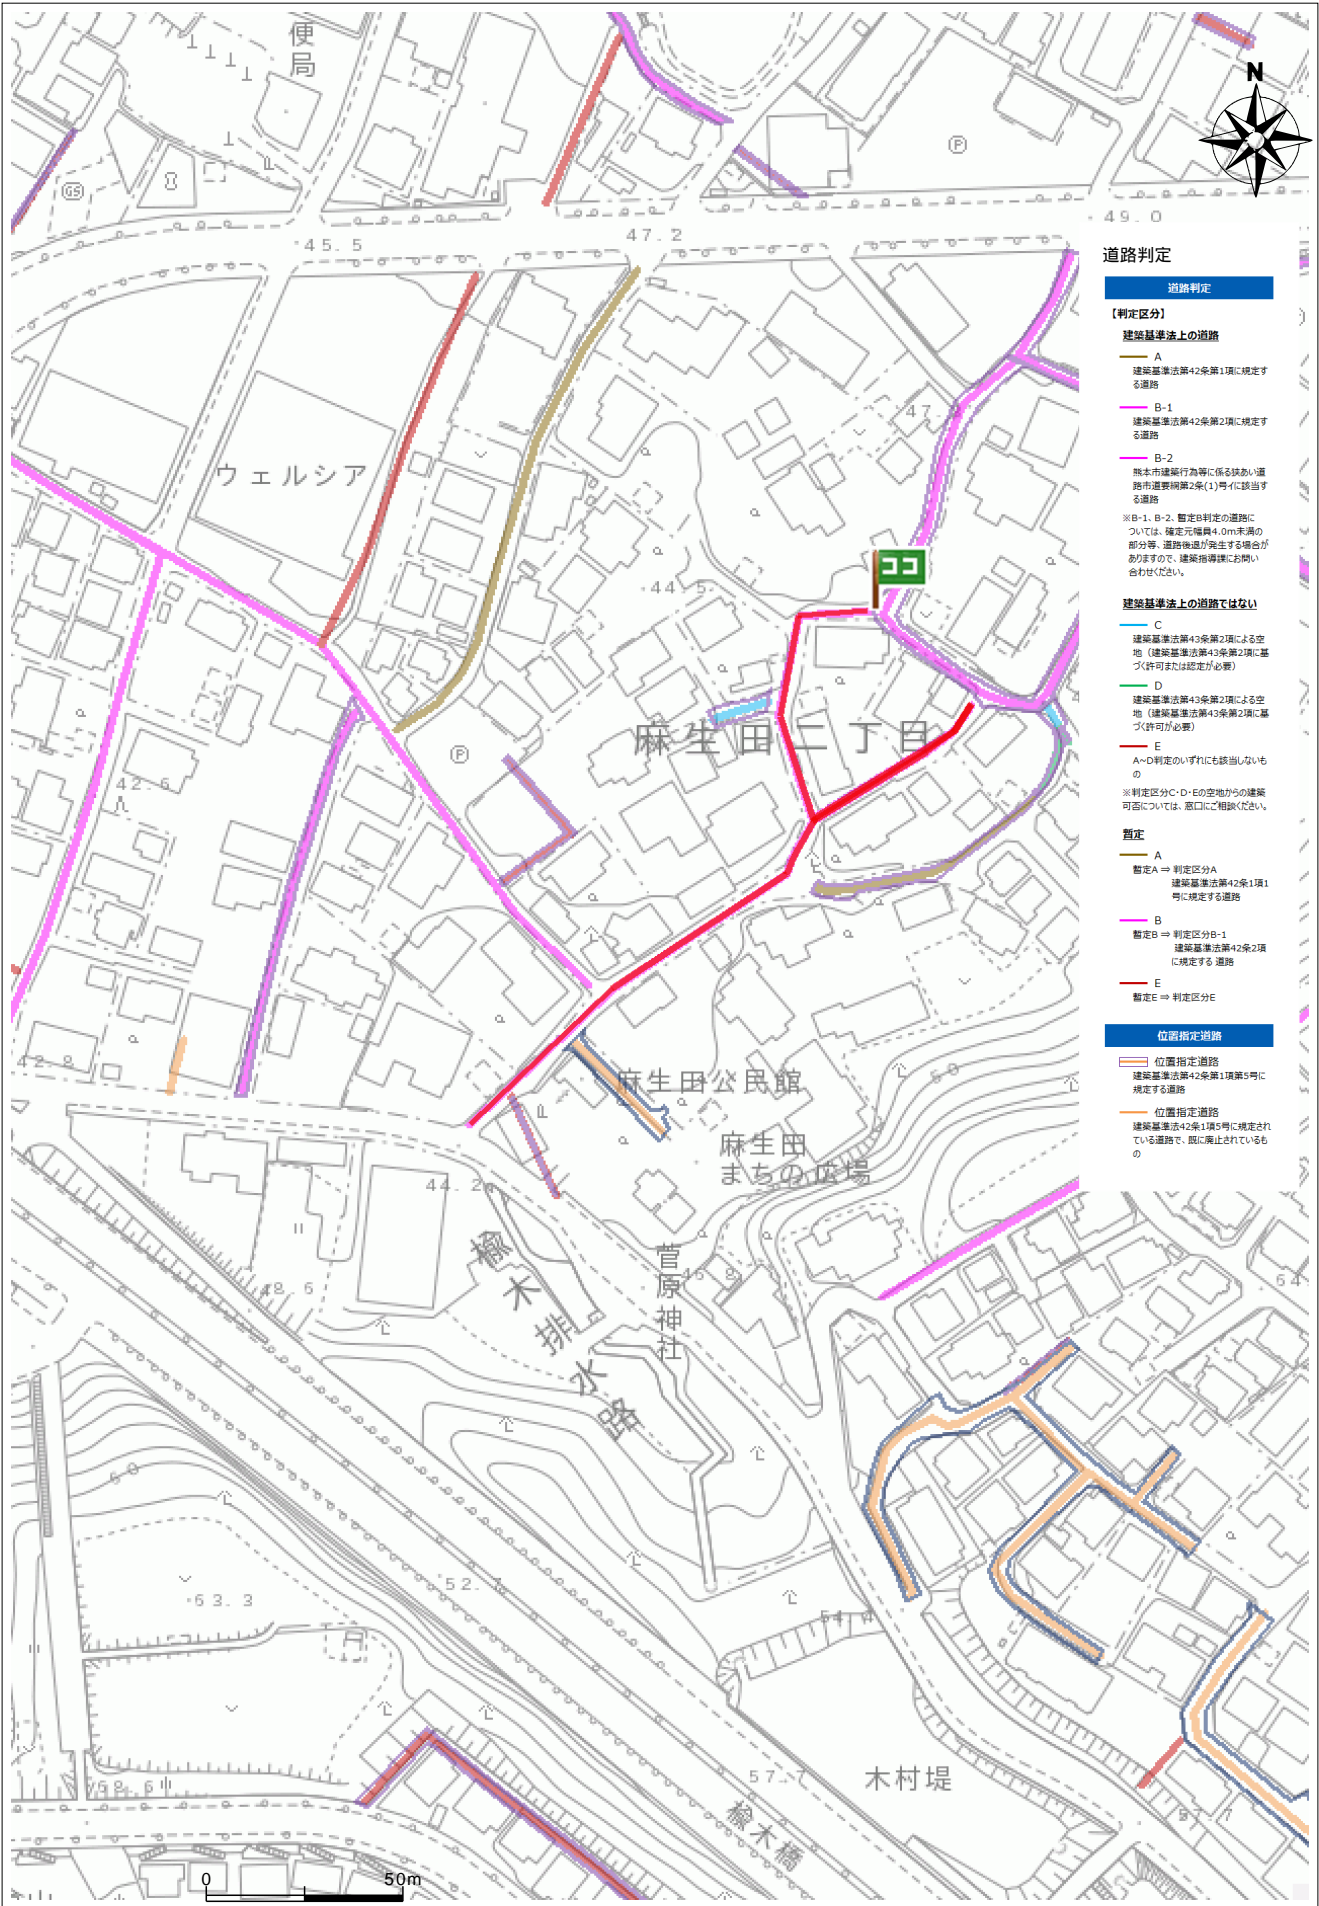 便局
N
P
GS
49.0
47.2
45.5
道路判定
道路判定
【判定区分】
建築基準法上の道路
A
建築基準法第42条第1項に規定す
る道路
B-1
建築基準法第42条第2項に規定す
る道路
B-2
熊本市建築行為等に係る狭あい道
路市道要綱第2条(1)号イに該当す
る道路
※B-1、B-2、暫定B判定の道路に
ついては、確定元幅員4.0m未満の
部分等、道路後退が発生する場合が
ありますので、建築指導課にお問い
合わせください。
建築基準法上の道路ではない
C
建築基準法第43条第2項による空
地（建築基準法第43条第2項に基
づく許可または認定が必要）
D
建築基準法第43条第2項による空
地（建築基準法第43条第2項に基
づく許可が必要）
E
A~D判定のいずれにも該当しないも
の
※判定区分C・D・Eの空地からの建築
可否については、窓口にご相談ください。
暫定
A
暫定A ⇒ 判定区分A
建築基準法第42条1項1
号に規定する道路
B
暫定B ⇒ 判定区分B-1
建築基準法第42条2項
に規定する 道路
E
暫定E ⇒ 判定区分E
位置指定道路
位置指定道路
建築基準法第42条第1項第5号に
規定する道路
位置指定道路
建築基準法42条1項5号に規定され
ている道路で、既に廃止されているも
の
ウェルシア
ココ
44.5
麻生田二丁目
P
42.6
42.8
麻生田公民館
50
麻生田
まちの広場
44.2
楡木排水路
菅原神社
46.8
48.6
64
60
52.7
63.3
54.4
57.7
木村堤
57.7
68.6
楡木橋
0
50m